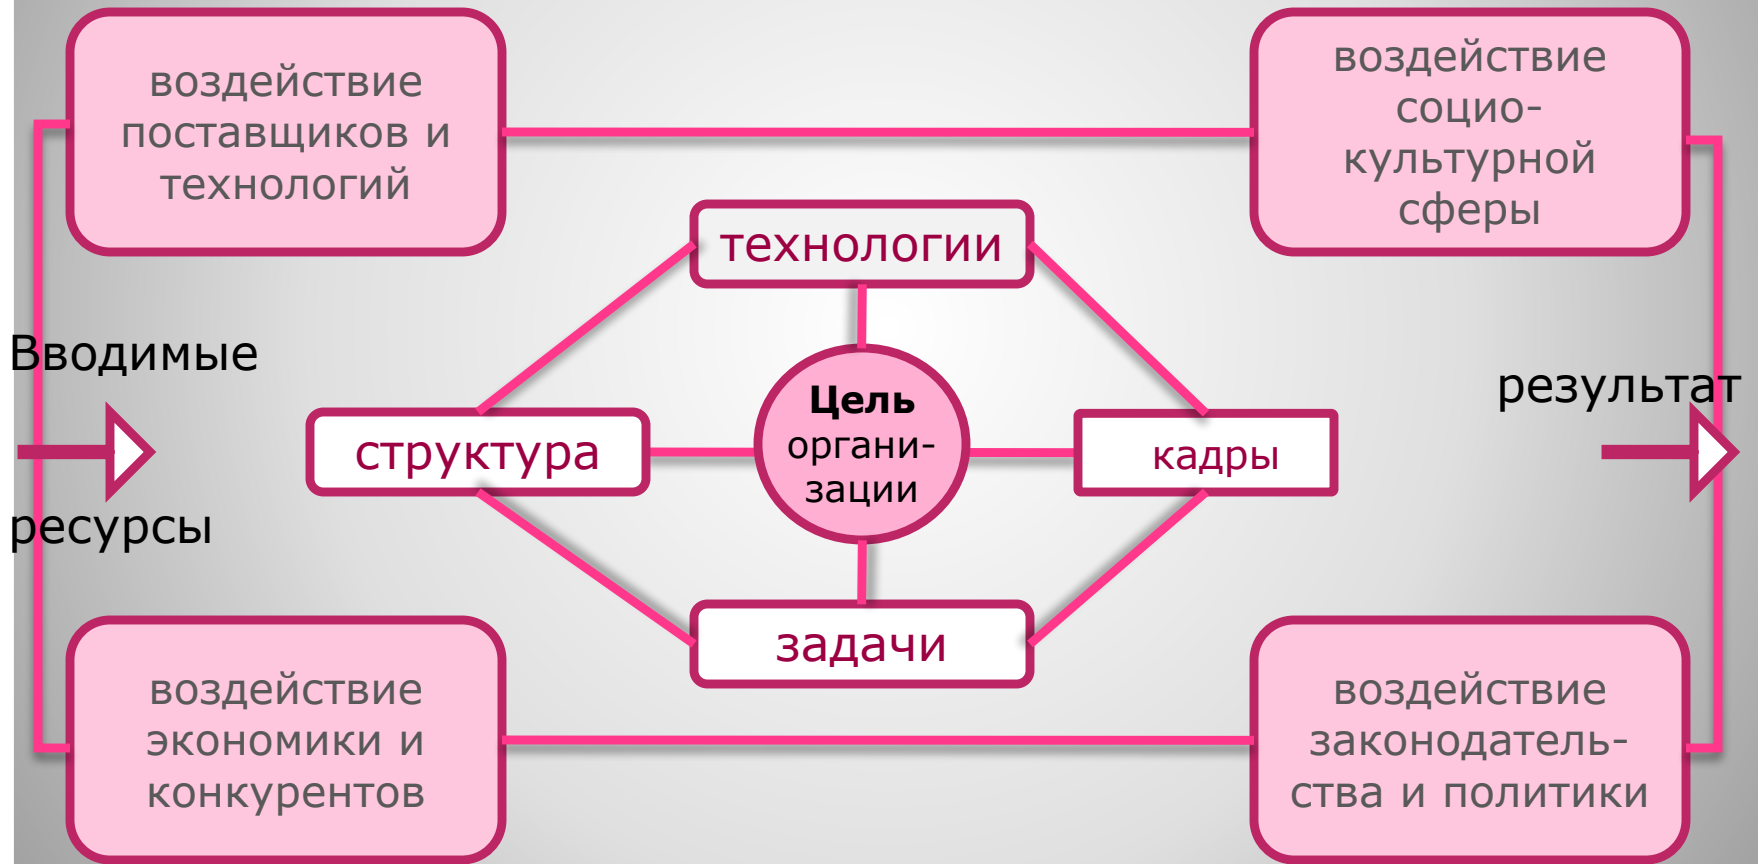 воздействие
поставщиков и
технологий
воздействие
социо-
культурной
сферы
технологии
Вводимые
ресурсы
структура
Цель
органи-
зации
кадры
результат
задачи
воздействие
экономики и
конкурентов
воздействие
законодатель-
ства и политики